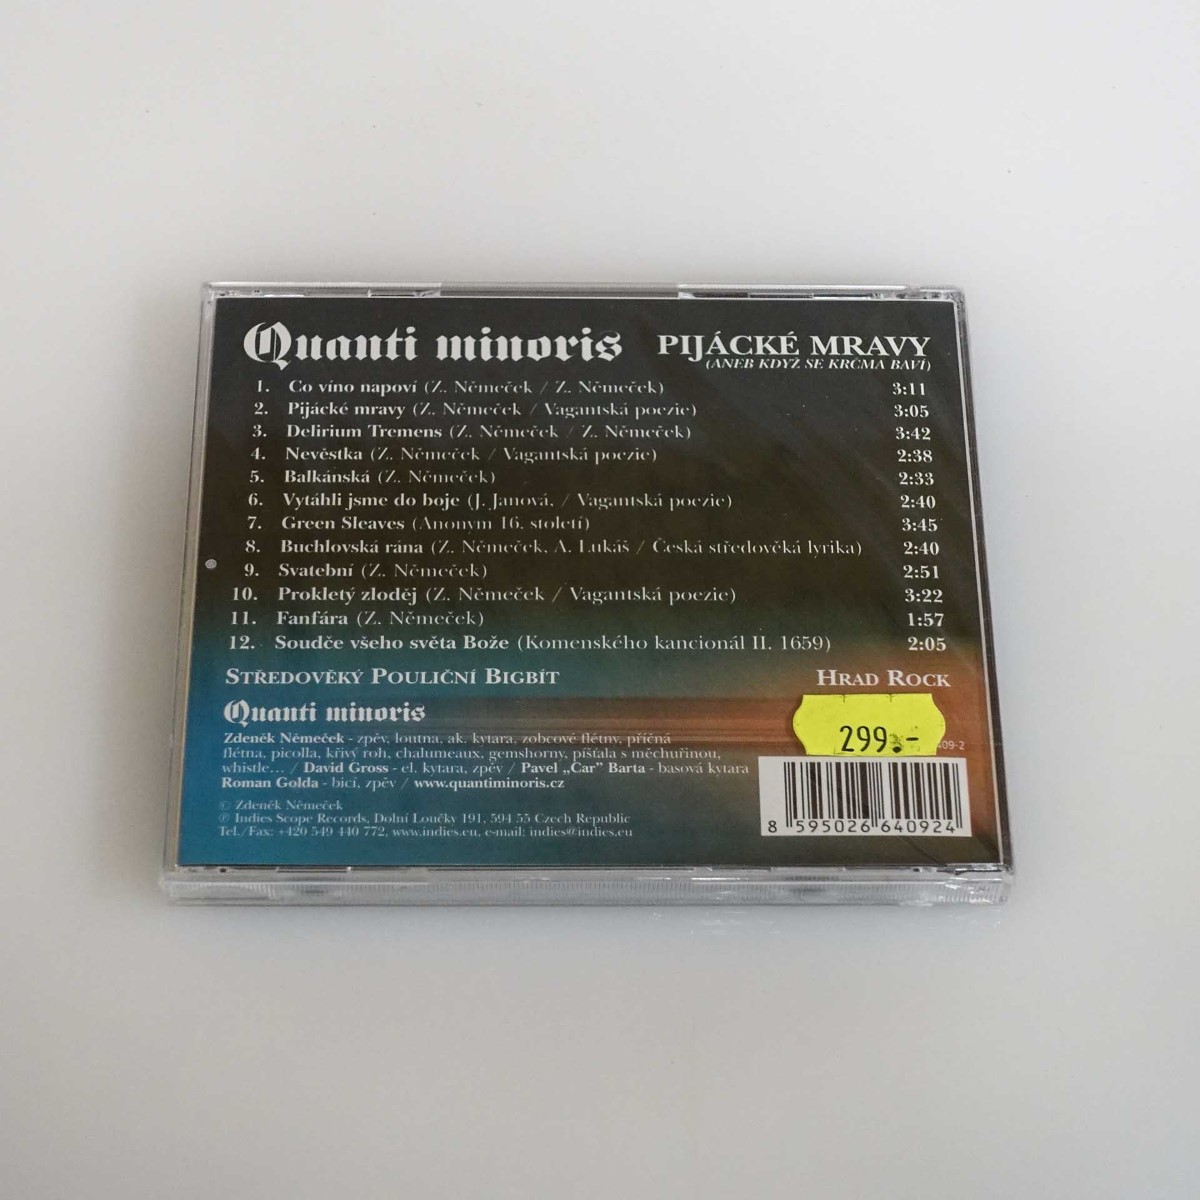 Quanti minoris PIJÁCKÉ MRAVY
(ANEB KDYŽ SE KRČMA BAVÍ)
1. Co víno napoví (Z. Němeček / Z. Němeček) 3:11
2. Pijácké mravy (Z. Němeček / Vagantská poezie) 3:05
3. Delirium Tremens (Z. Němeček / Z. Němeček) 3:42
4. Nevěstka (Z. Němeček / Vagantská poezie) 2:38
5. Balkánská (Z. Němeček) 2:33
6. Vytáhli jsme do boje (J. Janová, / Vagantská poezie) 2:40
7. Green Sleaves (Anonym 16. století) 3:45
8. Buchlovská rána (Z. Němeček, A. Lukáš / Česká středověká lyrika) 2:40
9. Svatební (Z. Němeček) 2:51
10. Prokletý zloděj (Z. Němeček / Vagantská poezie) 3:22
11. Fanfára (Z. Němeček) 1:57
12. Soudče všeho světa Bože (Komenského kancionál II. 1659) 2:05
STŘEDOVĚKÝ POULIČNÍ BIGBÍT HRAD ROCK
Quanti minoris
Zdeněk Němeček - zpěv, loutna, ak. kytara, zobcové flétny, příčná
flétna, picolla, křivý roh, chalumeaux, gemshorny, píšťala s měchuřinou,
whistle... / David Gross - el. kytara, zpěv / Pavel „Čar" Barta - basová kytara
Roman Golda - bicí, zpěv / www.quantiminoris.cz
© Zdeněk Němeček
℗ Indies Scope Records, Dolní Loučky 191, 594 55 Czech Republic
Tel./Fax: +420 549 440 772, www.indies.eu, e-mail: indies@indies.eu
299.-
409-2
8 595026 640924